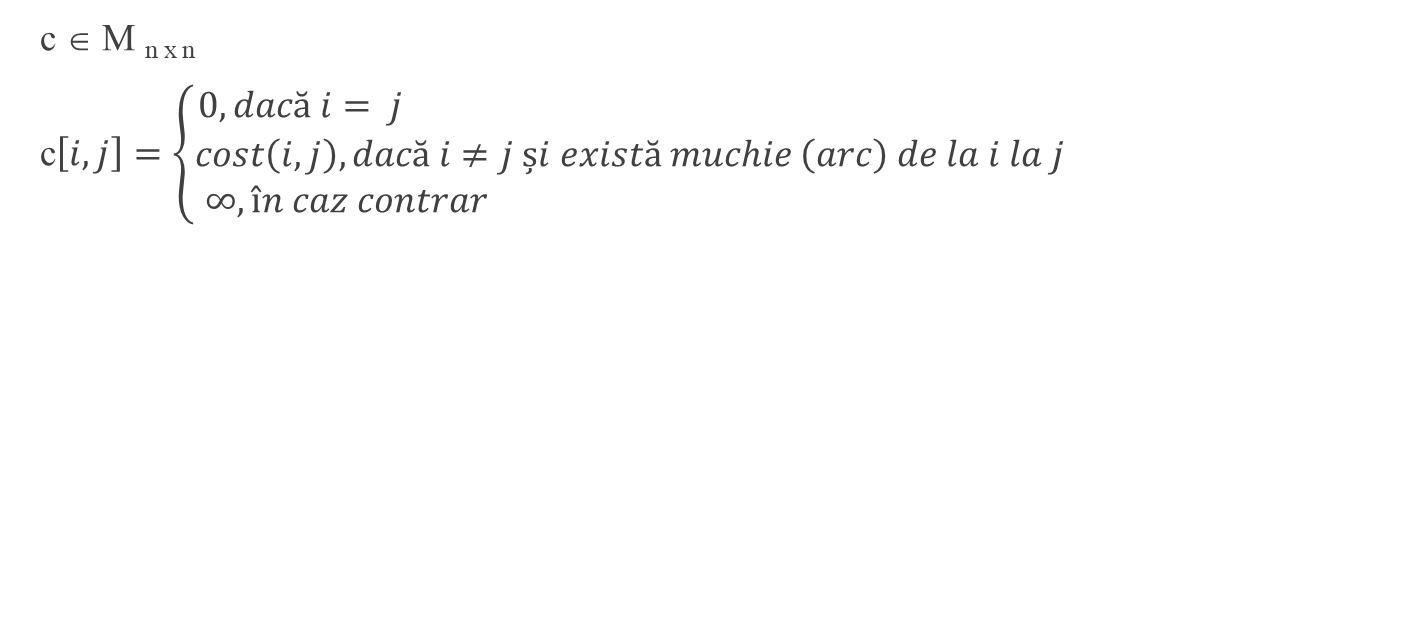 c ∈ M n x n
0, dacă i = j
c[i, j] = { cost(i, j), dacă i ≠ j și există muchie (arc) de la i la j
∞, în caz contrar